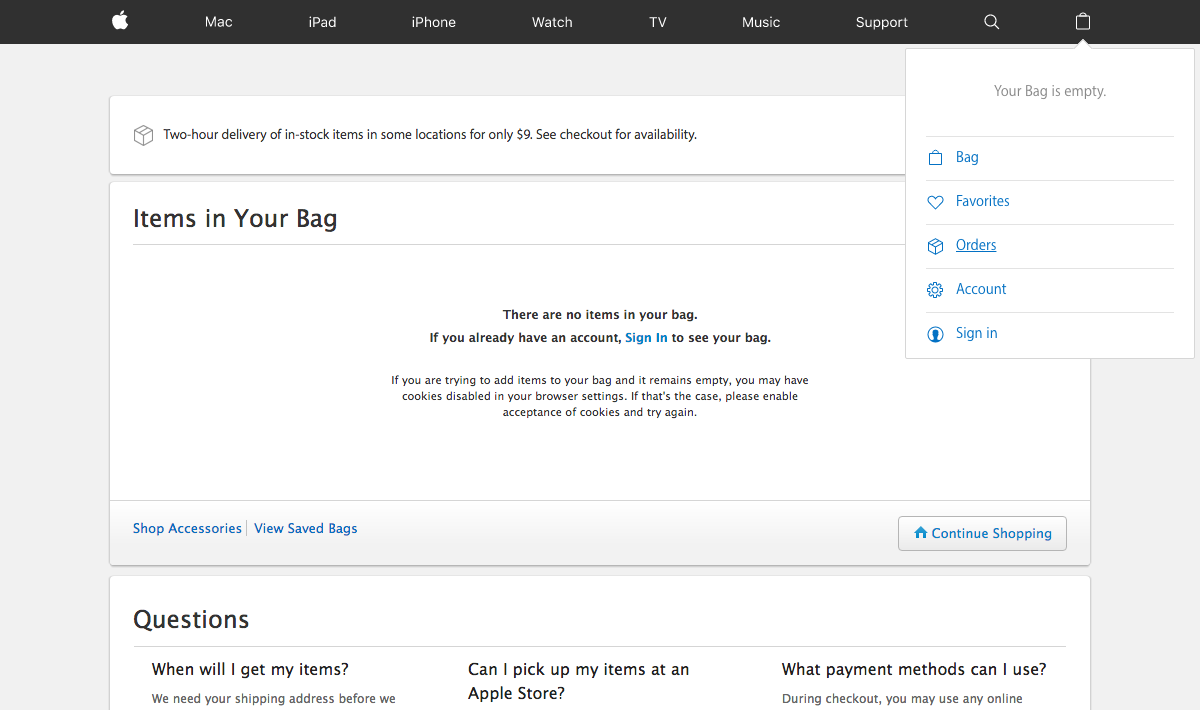 Mac
iPad
iPhone
Watch
TV
Music
Support
Your Bag is empty.
Bag
Favorites
Orders
Account
Sign in
Two-hour delivery of in-stock items in some locations for only $9. See checkout for availability.
Items in Your Bag
There are no items in your bag.
If you already have an account, Sign In to see your bag.
If you are trying to add items to your bag and it remains empty, you may have
cookies disabled in your browser settings. If that's the case, please enable
acceptance of cookies and try again.
Shop Accessories
View Saved Bags
Continue Shopping
Questions
When will I get my items?
We need your shipping address before we
Can I pick up my items at an
Apple Store?
What payment methods can I use?
During checkout, you may use any online